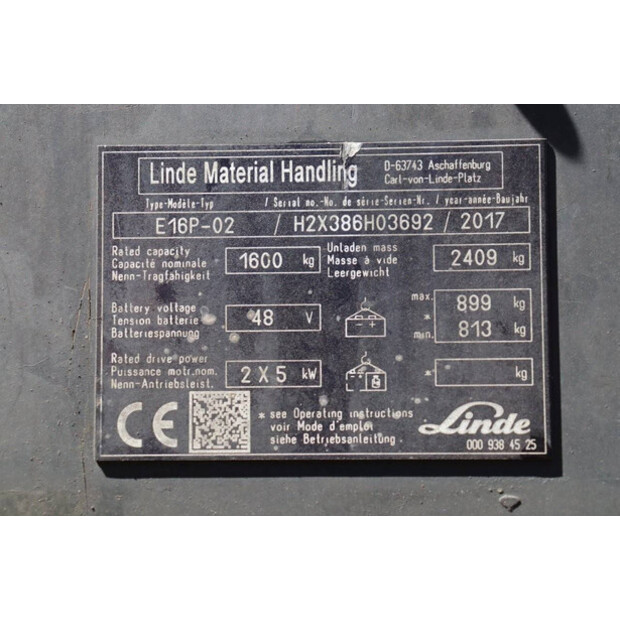 Linde Material Handling
D-63743 Aschaffenburg
Carl-von-Linde-Platz
Type-Modèle-Typ / Serial no.-No. de série-Serien-Nr. / year-année-Baujahr
E16P-02 / H2X386H03692 / 2017
Rated capacity
Capacité nominale
Nenn-Tragfähigkeit
1600 kg
Unladen mass
Masse à vide
Leergewicht
2409 kg
Battery voltage
Tension batterie
Batteriespannung
48 V
- +
max. 899 kg
*
min. 813 kg
Rated drive power
Puissance motr.nom.
Nenn-Antriebsleist.
2 X 5 kW
- +
* kg
CE
* see Operating instructions
voir Mode d'emploi
siehe Betriebsanleitung
Linde
000 938 45 25